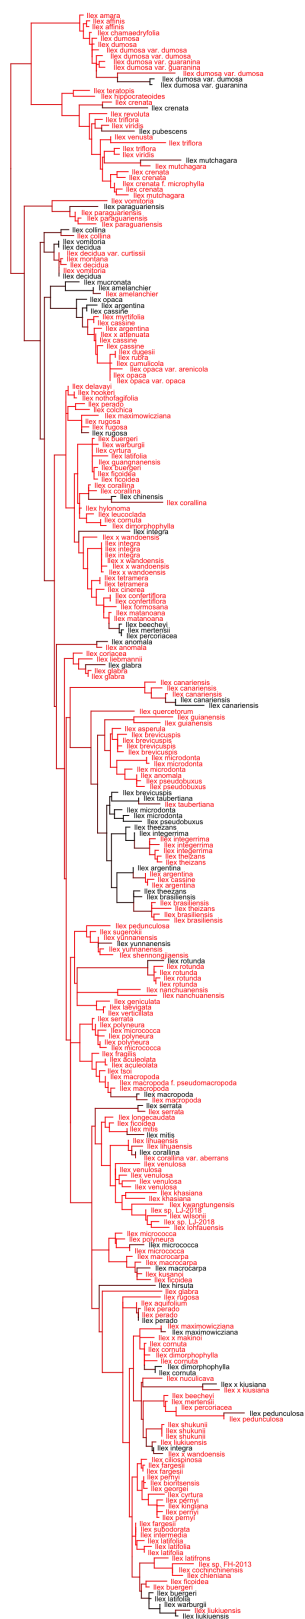 Ilex amara
Ilex affinis
Ilex affinis
Ilex chamaedryfolia
Ilex dumosa
Ilex dumosa
Ilex dumosa var. dumosa
Ilex dumosa var. dumosa
Ilex dumosa var. guaranina
Ilex dumosa var. guaranina
Ilex dumosa var. dumosa
Ilex dumosa var. dumosa
Ilex dumosa var. guaranina
Ilex teratopis
Ilex hippocrateoides
Ilex crenata
Ilex crenata
Ilex revoluta
Ilex triflora
Ilex viridis
Ilex pubescens
Ilex venusta
Ilex triflora
Ilex triflora
Ilex viridis
Ilex mutchagara
Ilex mutchagara
Ilex crenata
Ilex crenata
Ilex crenata f. microphylla
Ilex crenata
Ilex mutchagara
Ilex vomitoria
Ilex paraguariensis
Ilex paraguariensis
Ilex paraguariensis
Ilex paraguariensis
Ilex collina
Ilex collina
Ilex vomitoria
Ilex decidua
Ilex decidua var. curtissii
Ilex montana
Ilex decidua
Ilex vomitoria
Ilex decidua
Ilex mucronata
Ilex amelanchier
Ilex amelanchier
Ilex opaca
Ilex argentina
Ilex cassine
Ilex myrtifolia
Ilex cassine
Ilex argentina
Ilex x attenuata
Ilex cassine
Ilex cassine
Ilex dugesii
Ilex rubra
Ilex cumulicola
Ilex opaca var. arenicola
Ilex opaca
Ilex opaca var. opaca
Ilex delavayi
Ilex hookeri
Ilex nothofagifolia
Ilex perado
Ilex colchica
Ilex maximowicziana
Ilex rugosa
Ilex rugosa
Ilex rugosa
Ilex buergeri
Ilex warburgii
Ilex cyrtura
Ilex latifolia
Ilex guangnanensis
Ilex buergeri
Ilex ficoidea
Ilex ficoidea
Ilex corallina
Ilex corallina
Ilex chinensis
Ilex corallina
Ilex hylonoma
Ilex leucoclada
Ilex cornuta
Ilex dimorphophylla
Ilex integra
Ilex x wandoensis
Ilex integra
Ilex integra
Ilex integra
Ilex x wandoensis
Ilex x wandoensis
Ilex x wandoensis
Ilex tetramera
Ilex tetramera
Ilex cinerea
Ilex confertiflora
Ilex confertiflora
Ilex formosana
Ilex matanoana
Ilex matanoana
Ilex beecheyi
Ilex mertensii
Ilex percoriacea
Ilex anomala
Ilex anomala
Ilex coriacea
Ilex liebmannii
Ilex glabra
Ilex glabra
Ilex glabra
Ilex canariensis
Ilex canariensis
Ilex canariensis
Ilex canariensis
Ilex canariensis
Ilex quercetorum
Ilex guianensis
Ilex guianensis
Ilex asperula
Ilex brevicuspis
Ilex brevicuspis
Ilex brevicuspis
Ilex brevicuspis
Ilex microdonta
Ilex microdonta
Ilex microdonta
Ilex anomala
Ilex pseudobuxus
Ilex pseudobuxus
Ilex brevicuspis
Ilex taubertiana
Ilex taubertiana
Ilex microdonta
Ilex microdonta
Ilex pseudobuxus
Ilex theezans
Ilex integerrima
Ilex integerrima
Ilex integerrima
Ilex integerrima
Ilex theizans
Ilex theizans
Ilex argentina
Ilex argentina
Ilex cassine
Ilex argentina
Ilex theezans
Ilex brasiliensis
Ilex brasiliensis
Ilex theizans
Ilex brasiliensis
Ilex brasiliensis
Ilex pedunculosa
Ilex sugerokii
Ilex yunnanensis
Ilex yunnanensis
Ilex yunnanensis
Ilex shennongjiaensis
Ilex rotunda
Ilex rotunda
Ilex rotunda
Ilex rotunda
Ilex rotunda
Ilex nanchuanensis
Ilex nanchuanensis
Ilex geniculata
Ilex laevigata
Ilex verticillata
Ilex serrata
Ilex polyneura
Ilex micrococca
Ilex polyneura
Ilex polyneura
Ilex micrococca
Ilex fragilis
Ilex aculeolata
Ilex aculeolata
Ilex tsoi
Ilex macropoda
Ilex macropoda f. pseudomacropoda
Ilex macropoda
Ilex macropoda
Ilex macropoda
Ilex serrata
Ilex serrata
Ilex longecaudata
Ilex ficoidea
Ilex mitis
Ilex mitis
Ilex lihuaensis
Ilex lihuaensis
Ilex corallina
Ilex corallina var. aberrans
Ilex venulosa
Ilex venulosa
Ilex venulosa
Ilex venulosa
Ilex venulosa
Ilex khasiana
Ilex khasiana
Ilex kwangtungensis
Ilex sp. LJ-2018
Ilex wilsonii
Ilex sp. LJ-2018
Ilex lohfauensis
Ilex micrococca
Ilex polyneura
Ilex micrococca
Ilex micrococca
Ilex macrocarpa
Ilex macrocarpa
Ilex macrocarpa
Ilex kusanoi
Ilex ficoidea
Ilex hirsuta
Ilex glabra
Ilex rugosa
Ilex aquifolium
Ilex perado
Ilex perado
Ilex perado
Ilex maximowicziana
Ilex maximowicziana
Ilex x makinoi
Ilex cornuta
Ilex cornuta
Ilex dimorphophylla
Ilex cornuta
Ilex dimorphophylla
Ilex cornuta
Ilex nuculicava
Ilex x kiusiana
Ilex x kiusiana
Ilex beecheyi
Ilex mertensii
Ilex percoriacea
Ilex pedunculosa
Ilex pedunculosa
Ilex shukunii
Ilex shukunii
Ilex shukunii
Ilex liukiuensis
Ilex integra
Ilex x wandoensis
Ilex ciliospinosa
Ilex fargesii
Ilex fargesii
Ilex pernyi
Ilex bioritsensis
Ilex georgei
Ilex cyrtura
Ilex pernyi
Ilex kingiana
Ilex pernyi
Ilex pernyi
Ilex fargesii
Ilex subodorata
Ilex intermedia
Ilex latifolia
Ilex latifolia
Ilex latifolia
Ilex latifrons
Ilex sp. FH-2013
Ilex cochinchinensis
Ilex chieniana
Ilex ficoidea
Ilex buergeri
Ilex buergeri
Ilex latifolia
Ilex warburgii
Ilex liukiuensis
Ilex liukiuensis